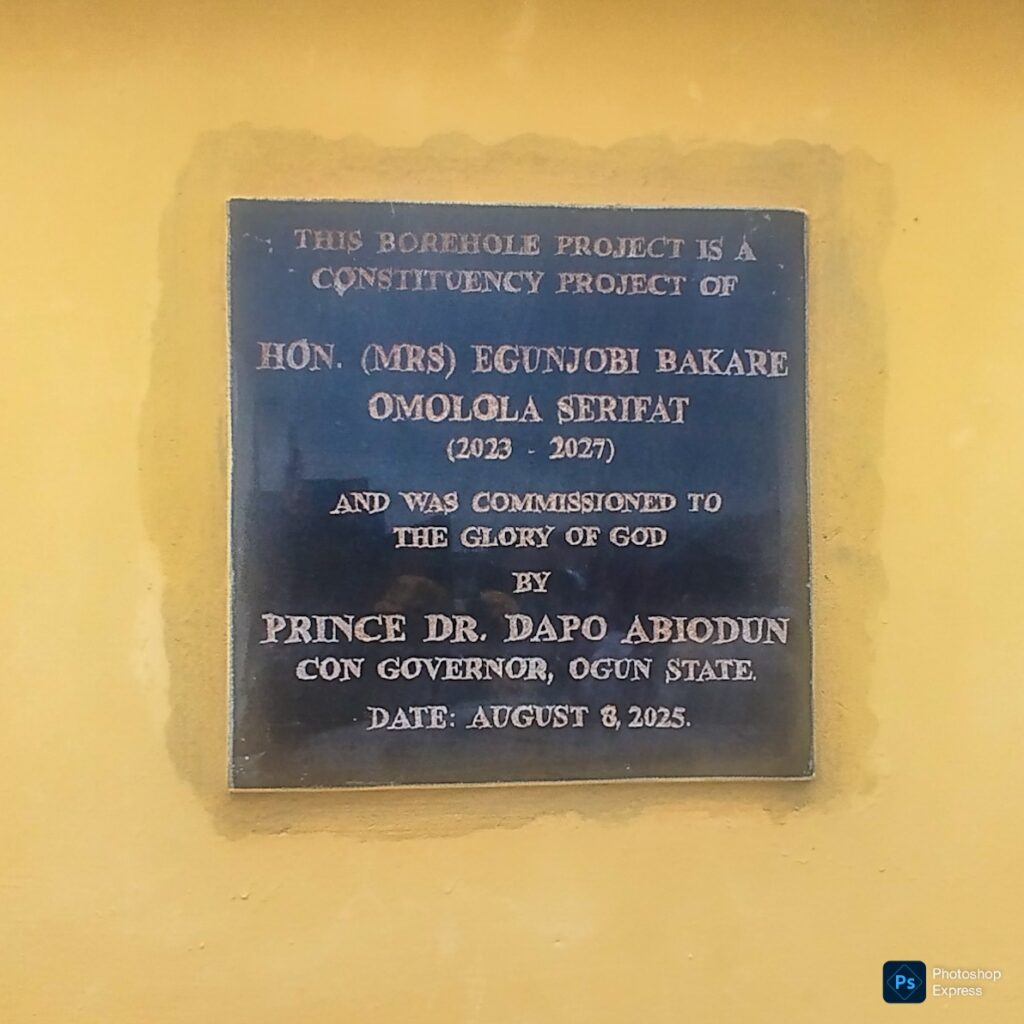 THIS BOREHOLE PROJECT IS A
CONSTITUENCY PROJECT OF
HON. (MRS) EGUNJOBI BAKARE
OMOLOLA SERIFAT
(2023 - 2027)
AND WAS COMMISSIONED TO
THE GLORY OF GOD
BY
PRINCE DR. DAPO ABIODUN
CON GOVERNOR, OGUN STATE.
DATE: AUGUST 8, 2025.
Ps
Photoshop
Express